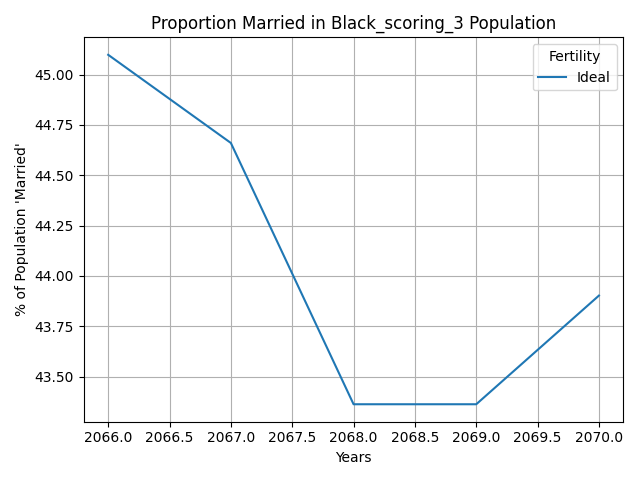 Proportion Married in Black_scoring_3 Population
Fertility
Ideal
% of Population 'Married'
45.00
44.75
44.50
44.25
44.00
43.75
43.50
2066.0 2066.5 2067.0 2067.5 2068.0 2068.5 2069.0 2069.5 2070.0
Years